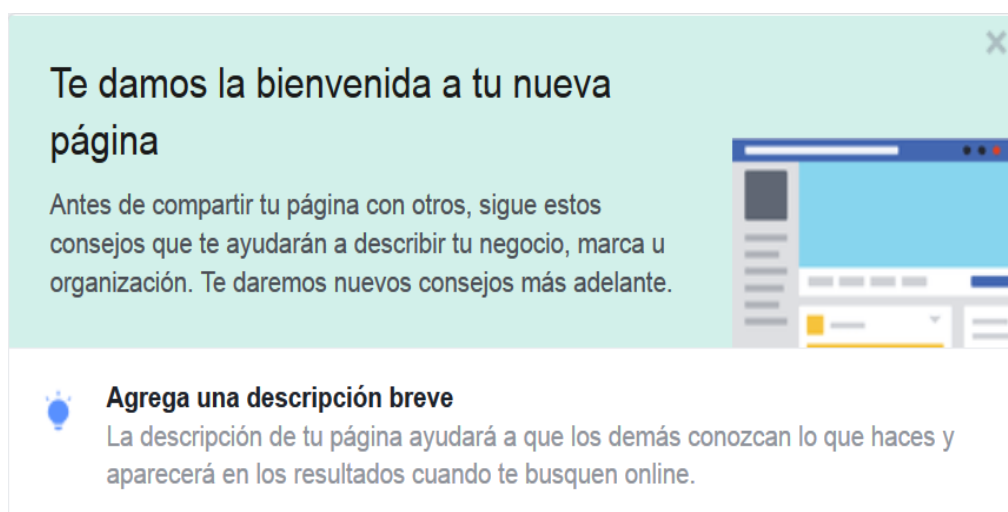 Te damos la bienvenida a tu nueva
página
Antes de compartir tu página con otros, sigue estos
consejos que te ayudarán a describir tu negocio, marca u
organización. Te daremos nuevos consejos más adelante.
Agrega una descripción breve
La descripción de tu página ayudará a que los demás conozcan lo que haces y
aparecerá en los resultados cuando te busquen online.